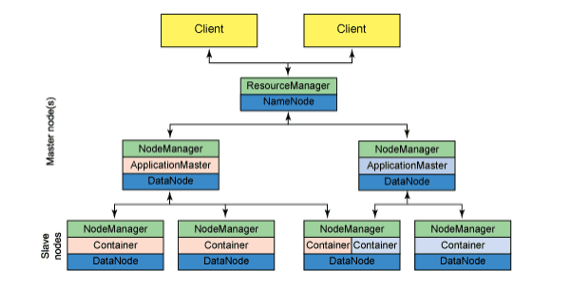 Client
Client
ResourceManager
NameNode
Master node(s)
NodeManager
ApplicationMaster
DataNode
NodeManager
ApplicationMaster
DataNode
Slave
nodes
NodeManager
Container
DataNode
NodeManager
Container
DataNode
NodeManager
Container Container
DataNode
NodeManager
Container
DataNode